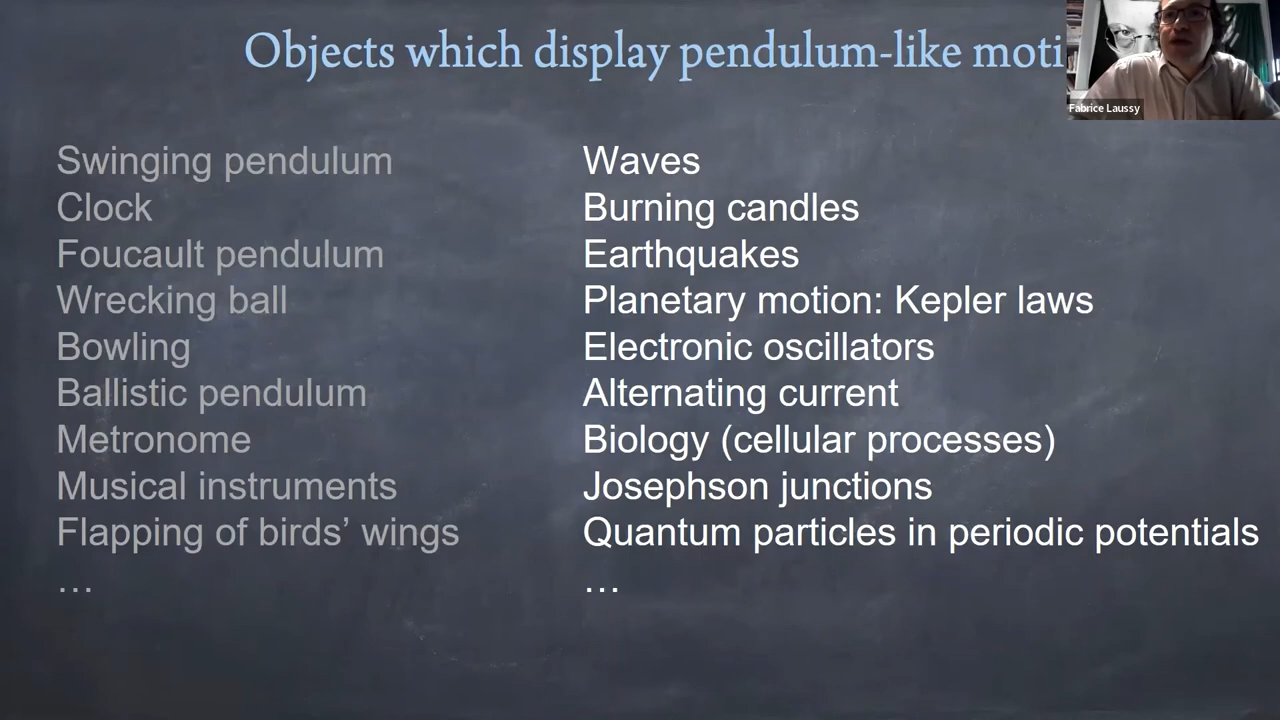 Objects which display pendulum-like moti
Fabrice Laussy
Swinging pendulum
Clock
Foucault pendulum
Wrecking ball
Bowling
Ballistic pendulum
Metronome
Musical instruments
Flapping of birds’ wings
…
Waves
Burning candles
Earthquakes
Planetary motion: Kepler laws
Electronic oscillators
Alternating current
Biology (cellular processes)
Josephson junctions
Quantum particles in periodic potentials
…